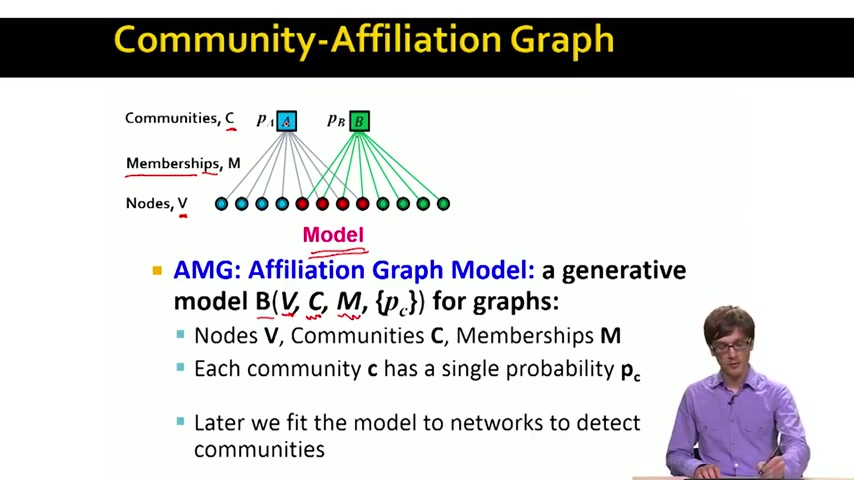 Community-Affiliation Graph
Communities, C p_A A p_B B
Memberships, M
Nodes, V
Model
AMG: Affiliation Graph Model: a generative
model B(V, C, M, {p_c}) for graphs:
Nodes V, Communities C, Memberships M
Each community c has a single probability p_c
Later we fit the model to networks to detect
communities